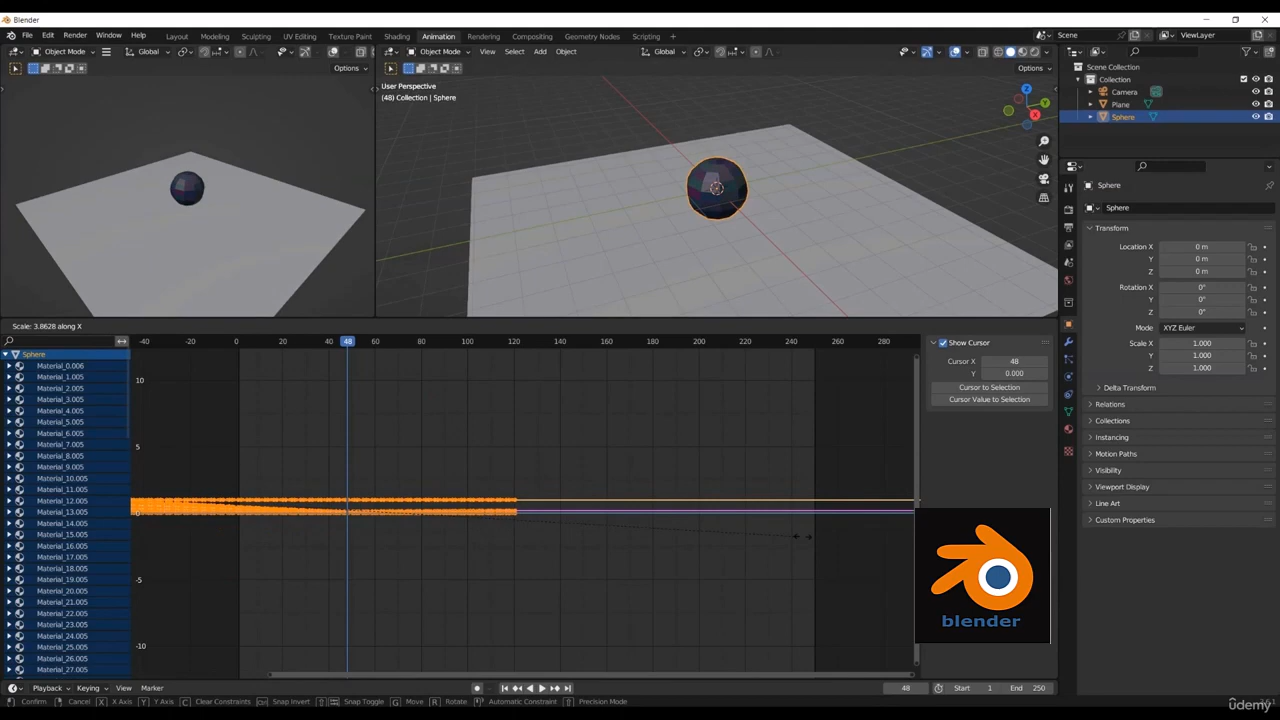 Blender
File Edit Render Window Help
Layout Modeling Sculpting UV Editing Texture Paint Shading Animation Rendering Compositing Geometry Nodes Scripting
Scene ViewLayer
Object Mode Global
Options
Object Mode View Select Add Object Global
Options
User Perspective
(48) Collection | Sphere
Z
Y
X
Scene Collection
Collection
Camera
Plane
Sphere
Sphere
Sphere
Transform
Location X 0 m
Y 0 m
Z 0 m
Rotation X 0°
Y 0°
Z 0°
Mode XYZ Euler
Scale X 1.000
Y 1.000
Z 1.000
Delta Transform
Relations
Collections
Instancing
Motion Paths
Visibility
Viewport Display
Line Art
Custom Properties
Scale: 3.8628 along X
-40 0 20 40 48 60 80 100 120 140 160 180 200 220 240 260 280
10
5
0
-5
-10
Sphere
Material_0.006
Material_1.005
Material_2.005
Material_3.005
Material_4.005
Material_5.005
Material_6.005
Material_7.005
Material_8.005
Material_9.005
Material_10.005
Material_11.005
Material_12.005
Material_13.005
Material_14.005
Material_15.005
Material_16.005
Material_17.005
Material_18.005
Material_19.005
Material_20.005
Material_21.005
Material_22.005
Material_23.005
Material_24.005
Material_25.005
Material_26.005
Material_27.005
Show Cursor
Cursor X 48
Y 0.000
Cursor to Selection
Cursor Value to Selection
blender
Playback Keying View Marker
48 Start 1 End 250
Confirm Cancel X X Axis Y Y Axis Clear Constraints Snap Invert Snap Toggle G Move R Rotate Automatic Constraint Precision Mode
udemy